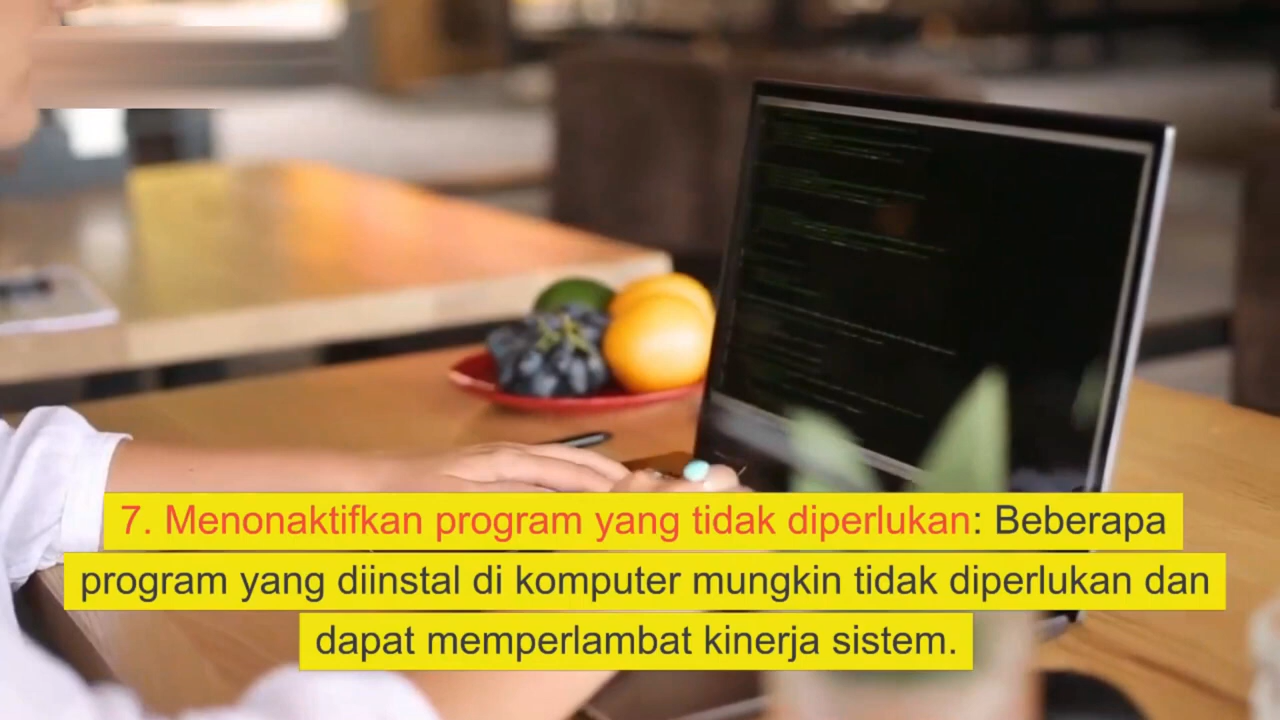 7. Menonaktifkan program yang tidak diperlukan: Beberapa
program yang diinstal di komputer mungkin tidak diperlukan dan
dapat memperlambat kinerja sistem.